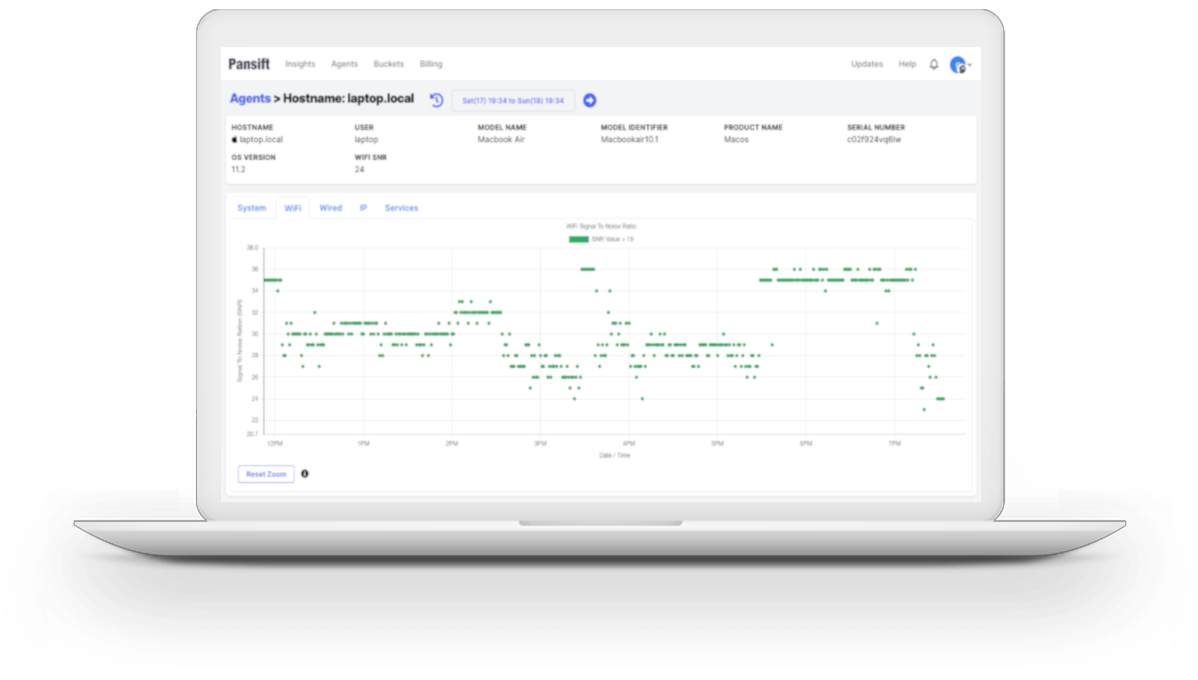 Pansift Insights Agents Buckets Billing Updates Help
Agents > Hostname: laptop.local Sat(17) 19:34 to Sun(18) 19:34
HOSTNAME USER MODEL NAME MODEL IDENTIFIER PRODUCT NAME SERIAL NUMBER
laptop.local laptop Macbook Air Macbookair10.1 Macos c02f924vq6lw
OS VERSION WIFI SNR
11.2 24
System WiFi Wired IP Services
WiFi Signal To Noise Ratio
SNR Value > 19
38.0
36
34
32
30
28
26
24
22
20.7
Signal To Noise Ration (SNR)
12PM 1PM 2PM 3PM 4PM 5PM 6PM 7PM
Date / Time
Reset Zoom